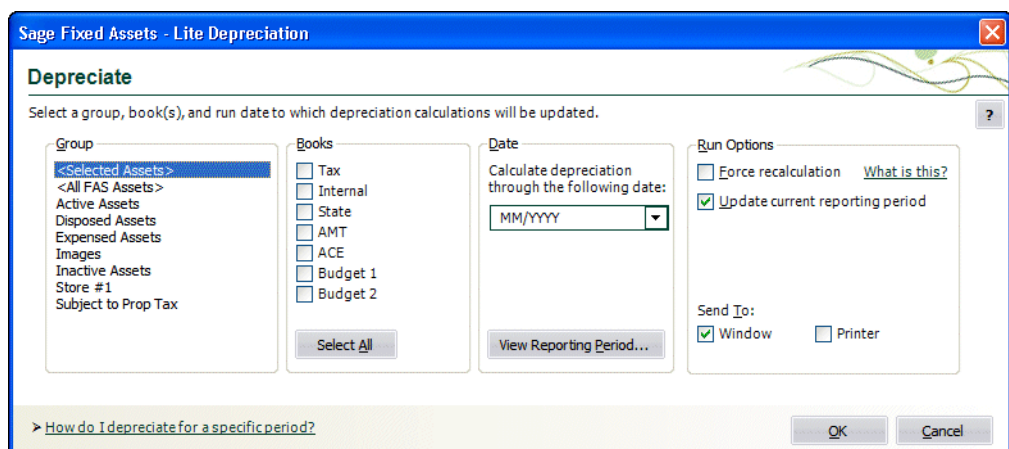 Sage Fixed Assets - Lite Depreciation
Depreciate
Select a group, book(s), and run date to which depreciation calculations will be updated.
?
Group
<Selected Assets>
<All FAS Assets>
Active Assets
Disposed Assets
Expensed Assets
Images
Inactive Assets
Store #1
Subject to Prop Tax
Books
Tax
Internal
State
AMT
ACE
Budget 1
Budget 2
Select All
Date
Calculate depreciation
through the following date:
MM/YYYY
View Reporting Period...
Run Options
Force recalculation What is this?
Update current reporting period
Send To:
Window Printer
How do I depreciate for a specific period?
OK Cancel